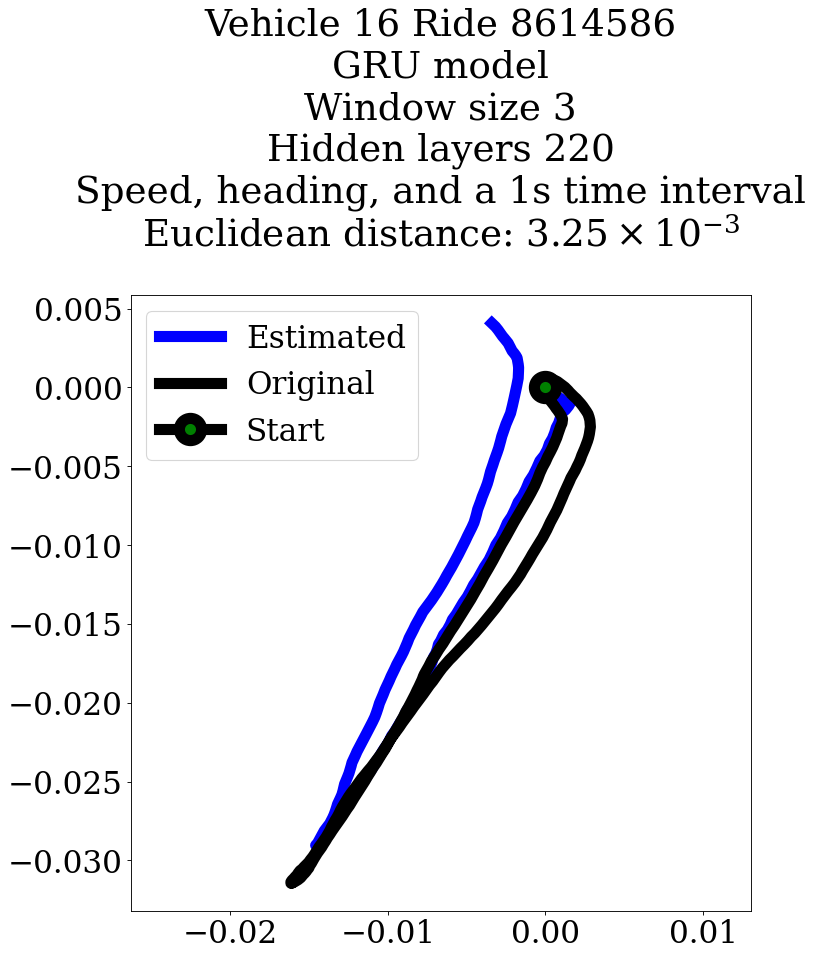 Vehicle 16 Ride 8614586
GRU model
Window size 3
Hidden layers 220
Speed, heading, and a 1s time interval
Euclidean distance: 3.25 × 10⁻³
Estimated
Original
Start
0.005
0.000
−0.005
−0.010
−0.015
−0.020
−0.025
−0.030
−0.02 −0.01 0.00 0.01